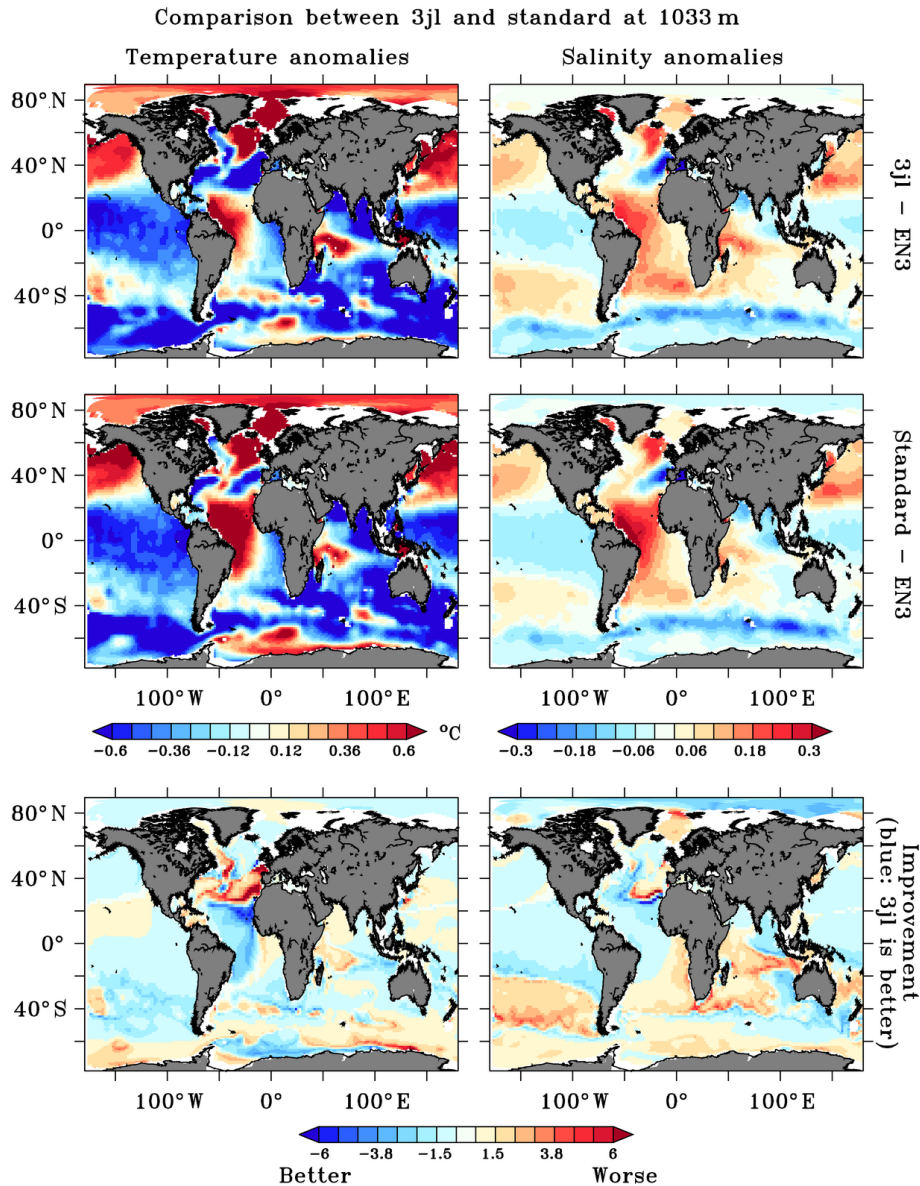 Comparison between 3jl and standard at 1033 m
Temperature anomalies
Salinity anomalies
80°N
40°N
0°
40°S
3jl – EN3
80°N
40°N
0°
40°S
Standard – EN3
100°W 0° 100°E
100°W 0° 100°E
−0.6 −0.36 −0.12 0.12 0.36 0.6 °C
−0.3 −0.18 −0.06 0.06 0.18 0.3
80°N
40°N
0°
40°S
Improvement
(blue: 3jl is better)
100°W 0° 100°E
100°W 0° 100°E
−6 −3.8 −1.5 1.5 3.8 6
Better Worse